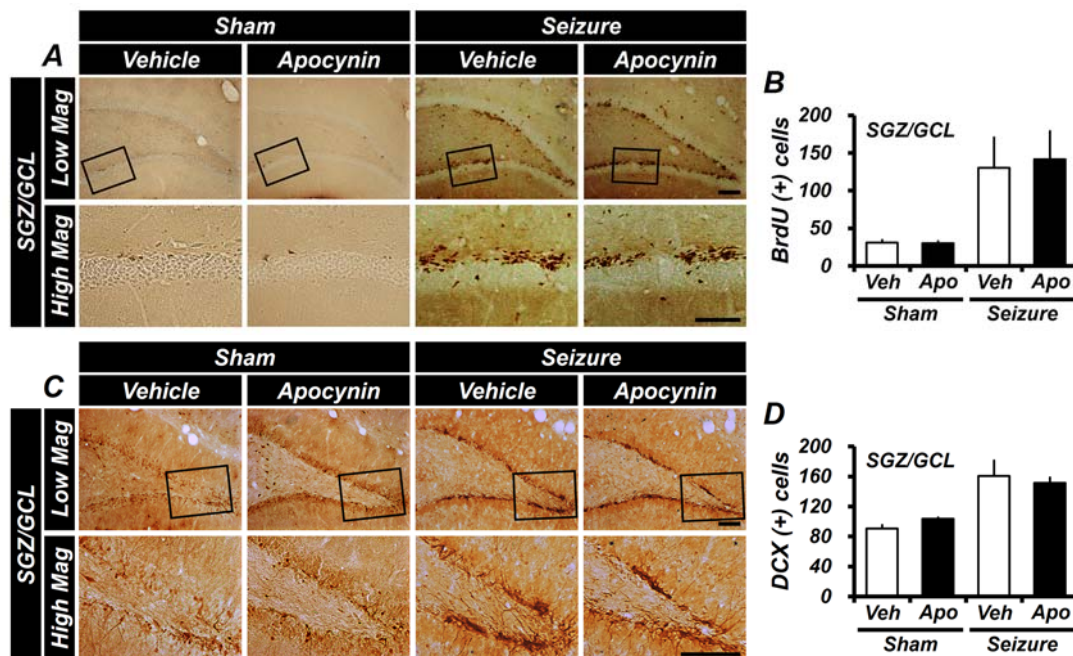 Sham Seizure
A Vehicle Apocynin Vehicle Apocynin
SGZ/GCL
Low Mag
High Mag
B
BrdU (+) cells
SGZ/GCL
200
150
100
50
0
Veh Apo Veh Apo
Sham Seizure
Sham Seizure
C Vehicle Apocynin Vehicle Apocynin
SGZ/GCL
Low Mag
High Mag
D
DCX (+) cells
SGZ/GCL
200
160
120
80
40
0
Veh Apo Veh Apo
Sham Seizure